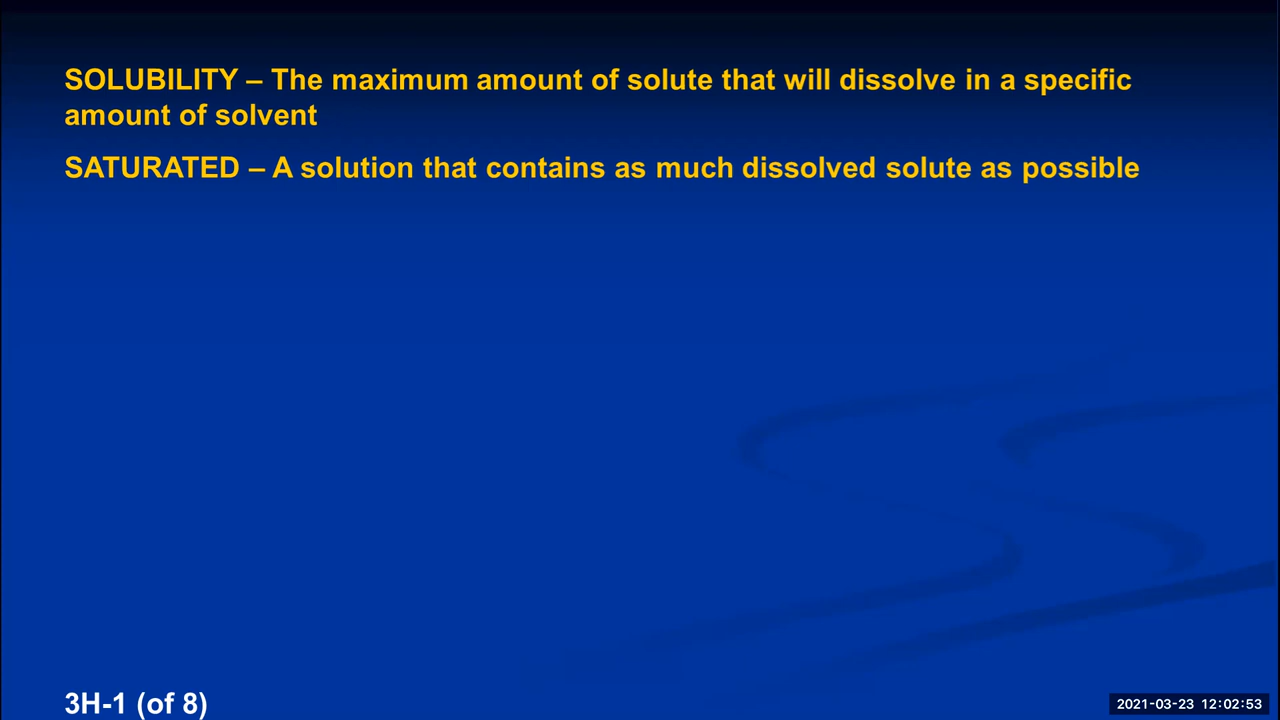 SOLUBILITY – The maximum amount of solute that will dissolve in a specific
amount of solvent
SATURATED – A solution that contains as much dissolved solute as possible
3H-1 (of 8)
2021-03-23 12:02:53